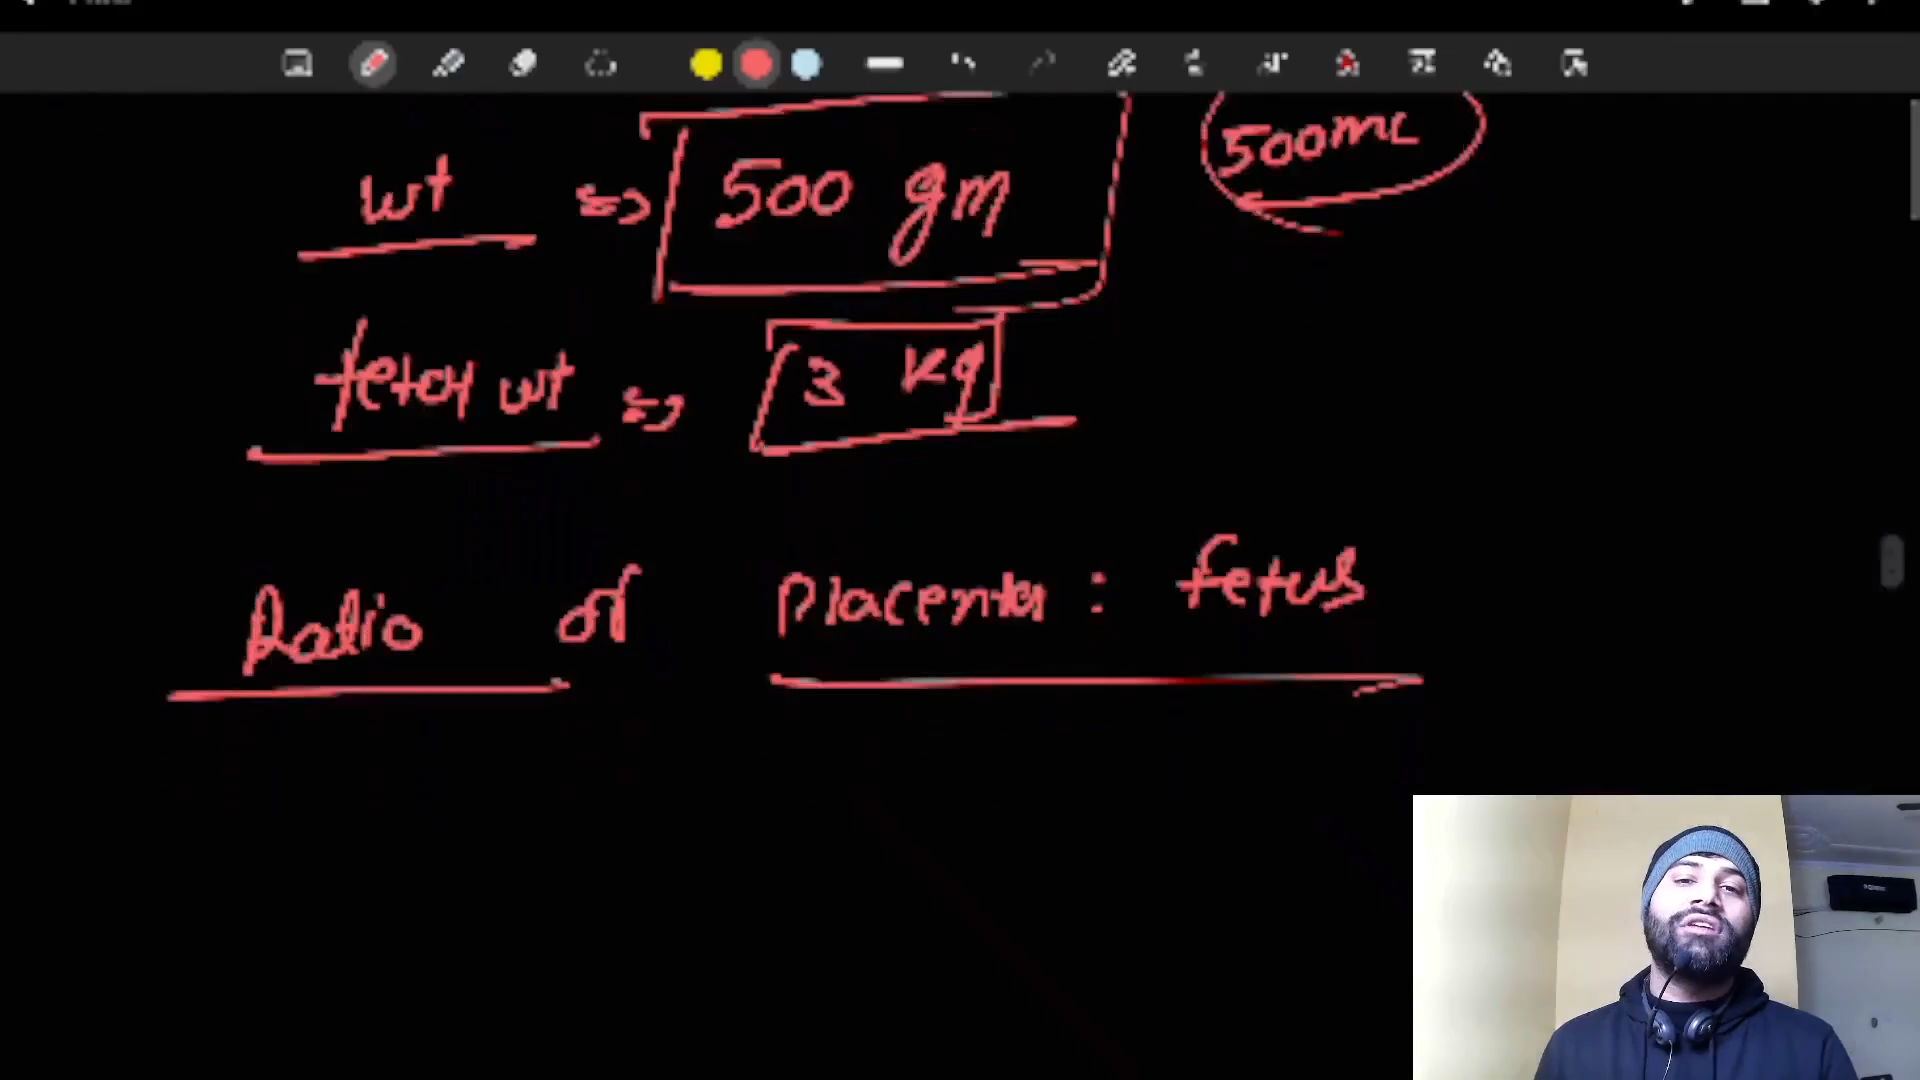 wt => 500 gm 500ml
fetal wt => 3 Kg
Ratio of Placenta : fetus